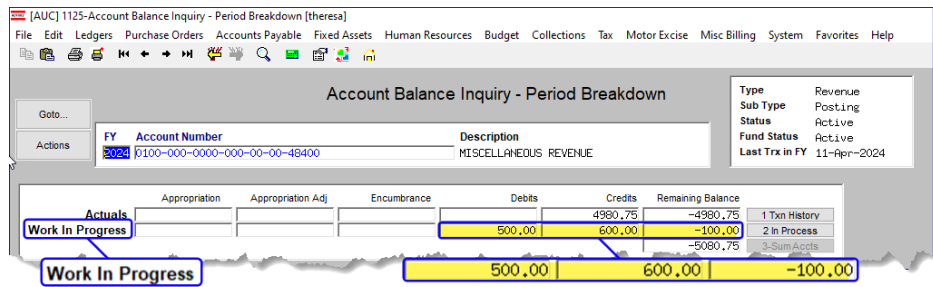 [AUC] 1125-Account Balance Inquiry - Period Breakdown [theresa]
File Edit Ledgers Purchase Orders Accounts Payable Fixed Assets Human Resources Budget Collections Tax Motor Excise Misc Billing System Favorites Help
Account Balance Inquiry - Period Breakdown
Goto...
Actions
FY Account Number Description
2024 0100-000-0000-000-00-00-48400 MISCELLANEOUS REVENUE
Type Revenue
Sub Type Posting
Status Active
Fund Status Active
Last Trx in FY 11-Apr-2024
Appropriation Appropriation Adj Encumbrance Debits Credits Remaining Balance
Actuals 4980.75 -4980.75 1 Txn History
Work In Progress 500.00 600.00 -100.00 2 In Process
-5080.75 3-Sum Accts
Work In Progress 500.00 600.00 -100.00